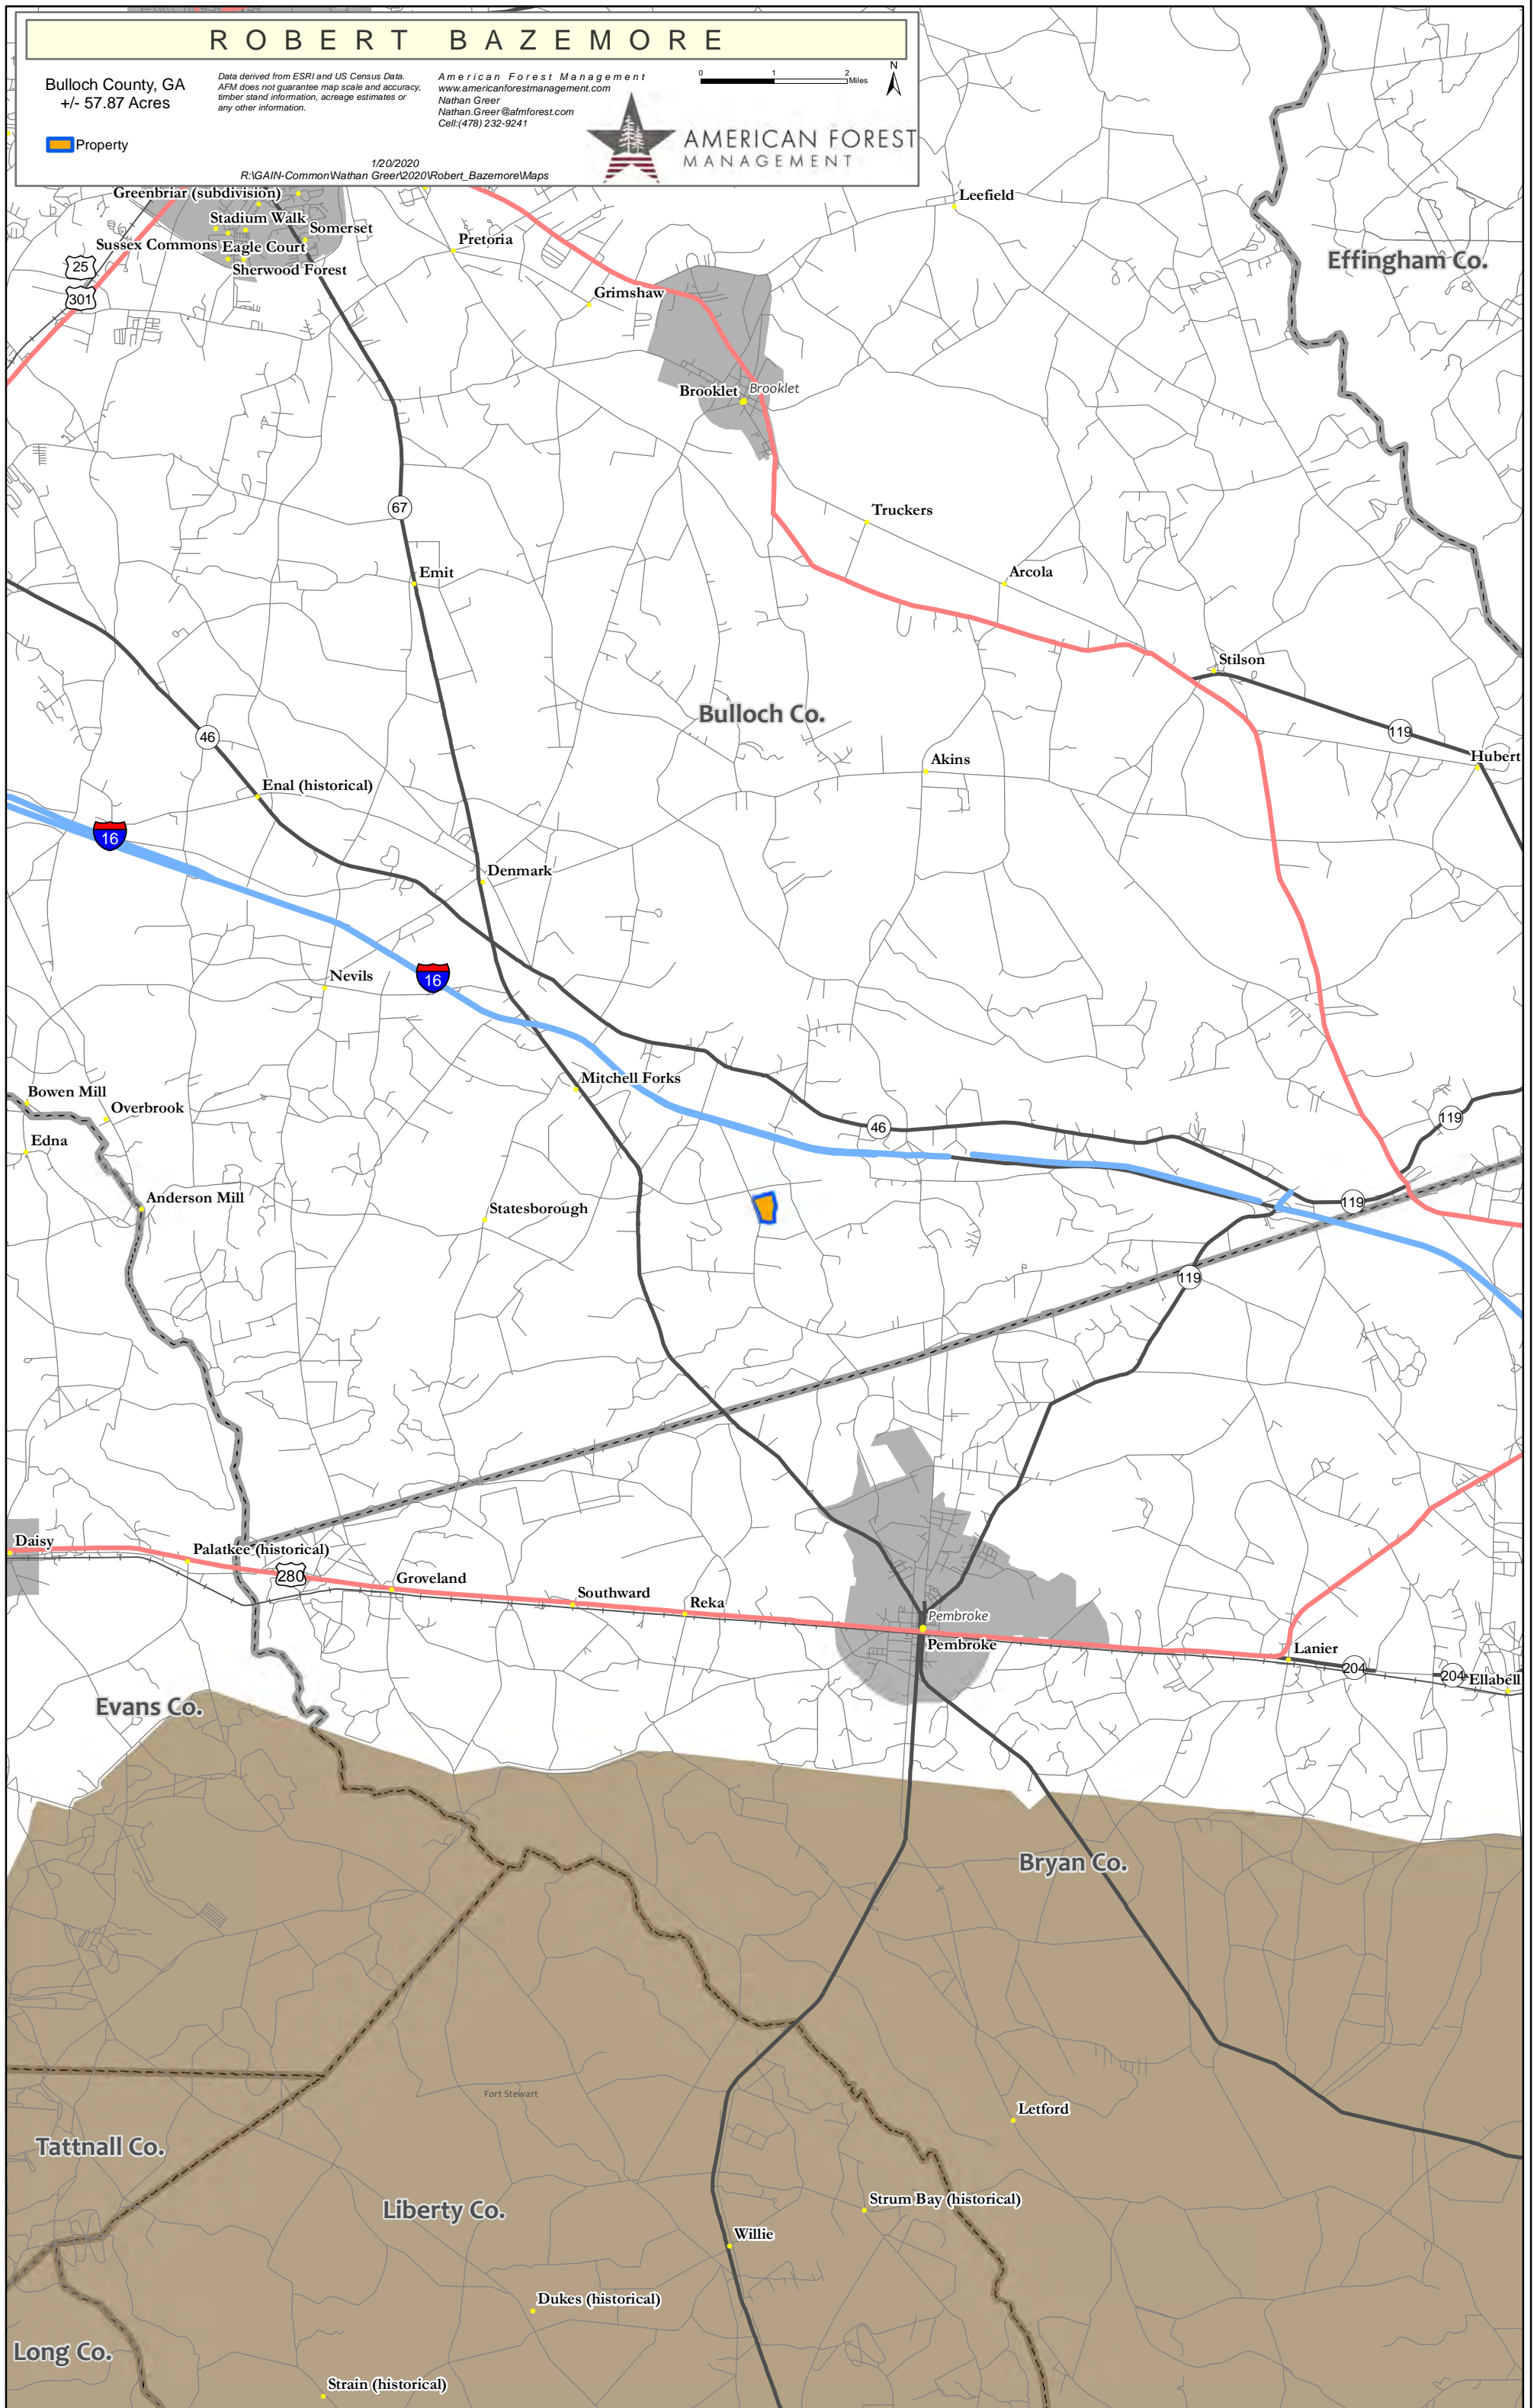 ROBERT BAZEMORE
Bulloch County, GA
+/- 57.87 Acres
Property
Data derived from ESRI and US Census Data.
AFM does not guarantee map scale and accuracy,
timber stand information, acreage estimates or
any other information.
American Forest Management
www.americanforestmanagement.com
Nathan Greer
Nathan.Greer@afmforest.com
Cell:(478) 232-9241
0 1 2
Miles
N
AMERICAN FOREST
MANAGEMENT
1/20/2020
R:\GAIN-Common\Nathan Greer\2020\Robert_Bazemore\Maps
Greenbriar (subdivision)
Leefield
Stadium Walk
Somerset
Pretoria
Sussex Commons
Eagle Court
Sherwood Forest
25
Effingham Co.
301
Grimshaw
Brooklet
Brooklet
67
Truckers
Emit
Arcola
Stilson
Bulloch Co.
46
119
Hubert
Akins
Enal (historical)
16
Denmark
Nevils
16
Mitchell Forks
Bowen Mill
Overbrook
46
119
Edna
Anderson Mill
Statesborough
119
119
Daisy
Palatkee (historical)
280
Groveland
Southward
Reka
Pembroke
Pembroke
Lanier
204
204
Ellabell
Evans Co.
Bryan Co.
Fort Stewart
Letford
Tattnall Co.
Liberty Co.
Strum Bay (historical)
Willie
Dukes (historical)
Long Co.
Strain (historical)